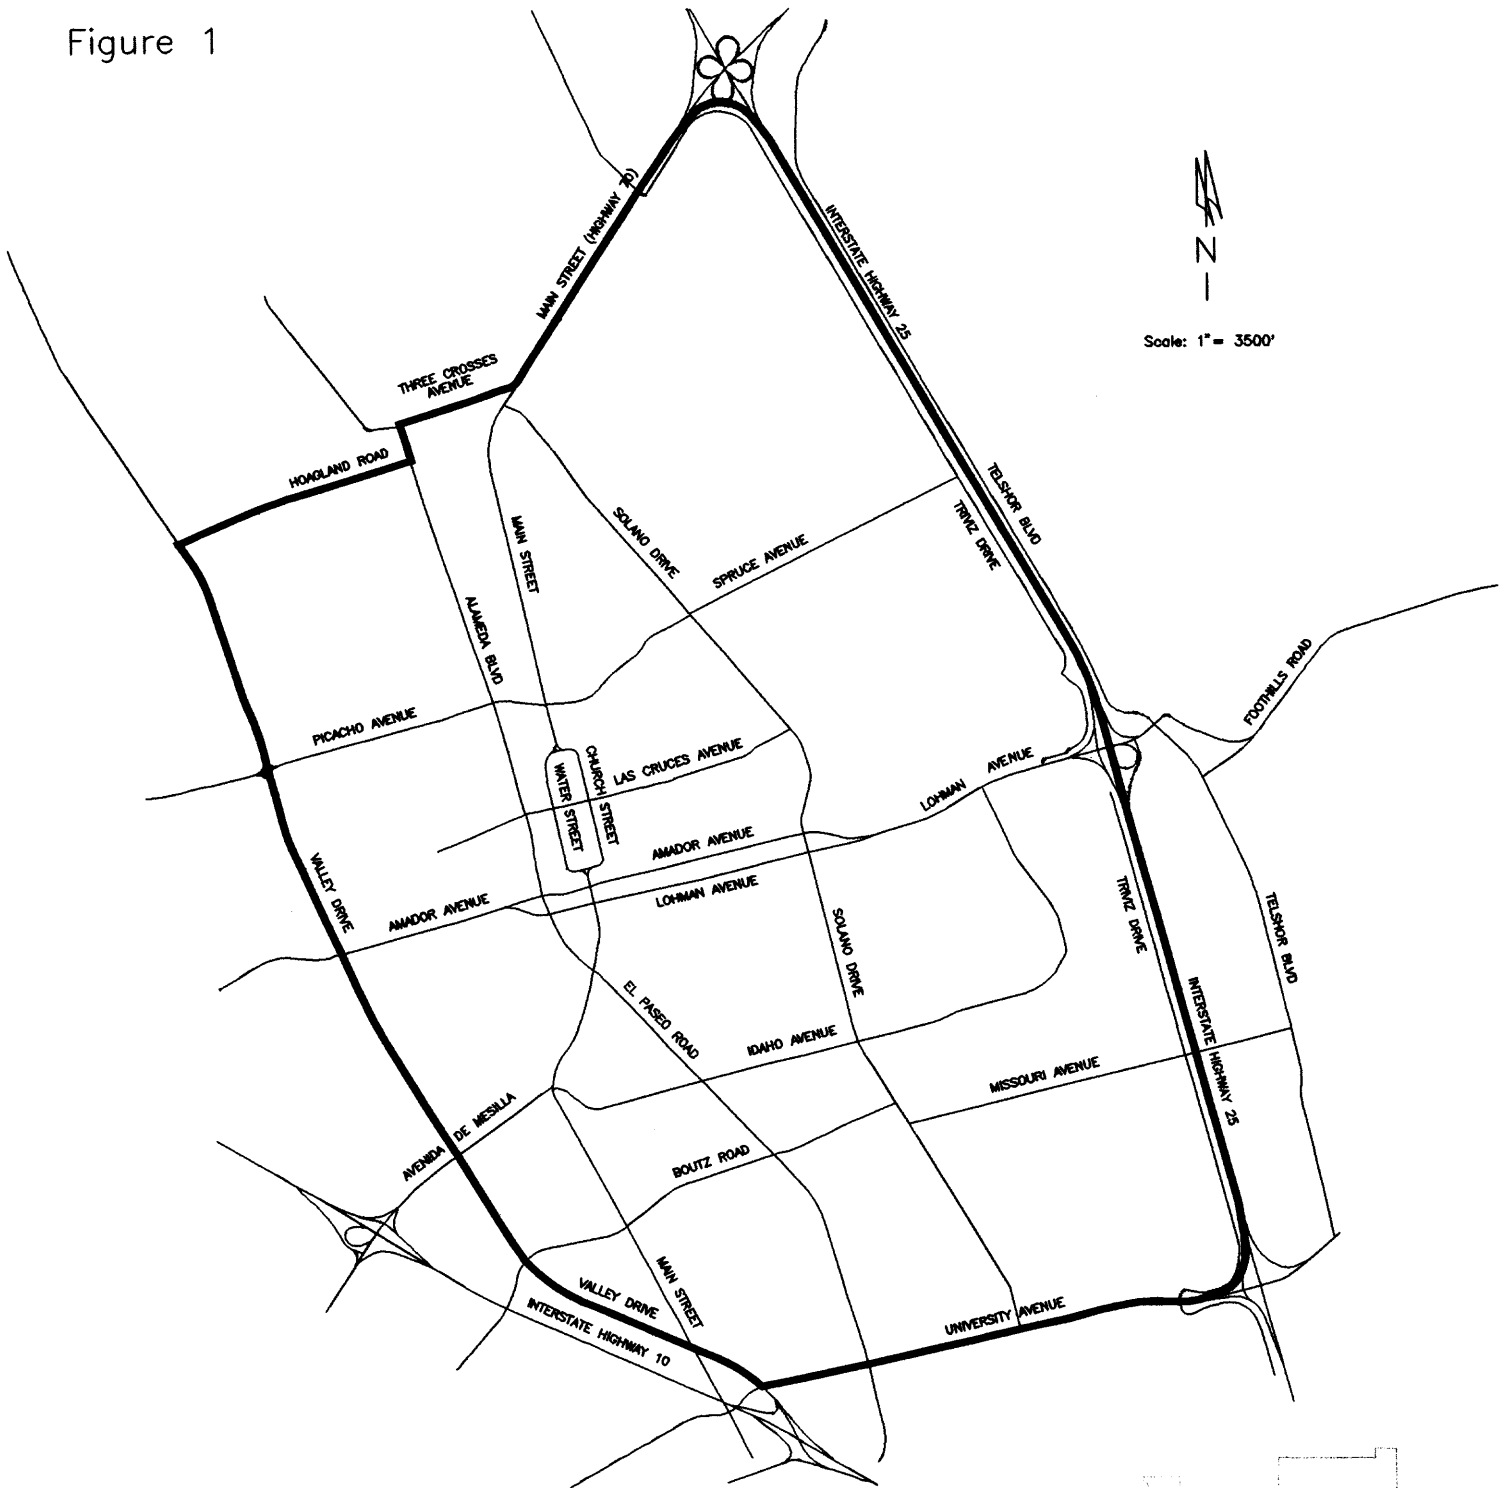 Figure 1
MAIN STREET (HIGHWAY 70)
INTERSTATE HIGHWAY 25
N
Scale: 1"= 3500'
THREE CROSSES
AVENUE
HOAGLAND ROAD
TELSHOR BLVD
TRIVIZ DRIVE
SOLANO DRIVE
MAIN STREET
SPRUCE AVENUE
ALAMEDA BLVD
FOOTHILLS ROAD
PICACHO AVENUE
CHURCH STREET
LAS CRUCES AVENUE
WATER STREET
LOHMAN AVENUE
AMADOR AVENUE
VALLEY DRIVE
AMADOR AVENUE
LOHMAN AVENUE
TRIVIZ DRIVE
TELSHOR BLVD
SOLANO DRIVE
EL PASEO ROAD
INTERSTATE HIGHWAY 25
IDAHO AVENUE
MISSOURI AVENUE
AVENIDA DE MESILLA
BOUTZ ROAD
MAIN STREET
VALLEY DRIVE
INTERSTATE HIGHWAY 10
UNIVERSITY AVENUE